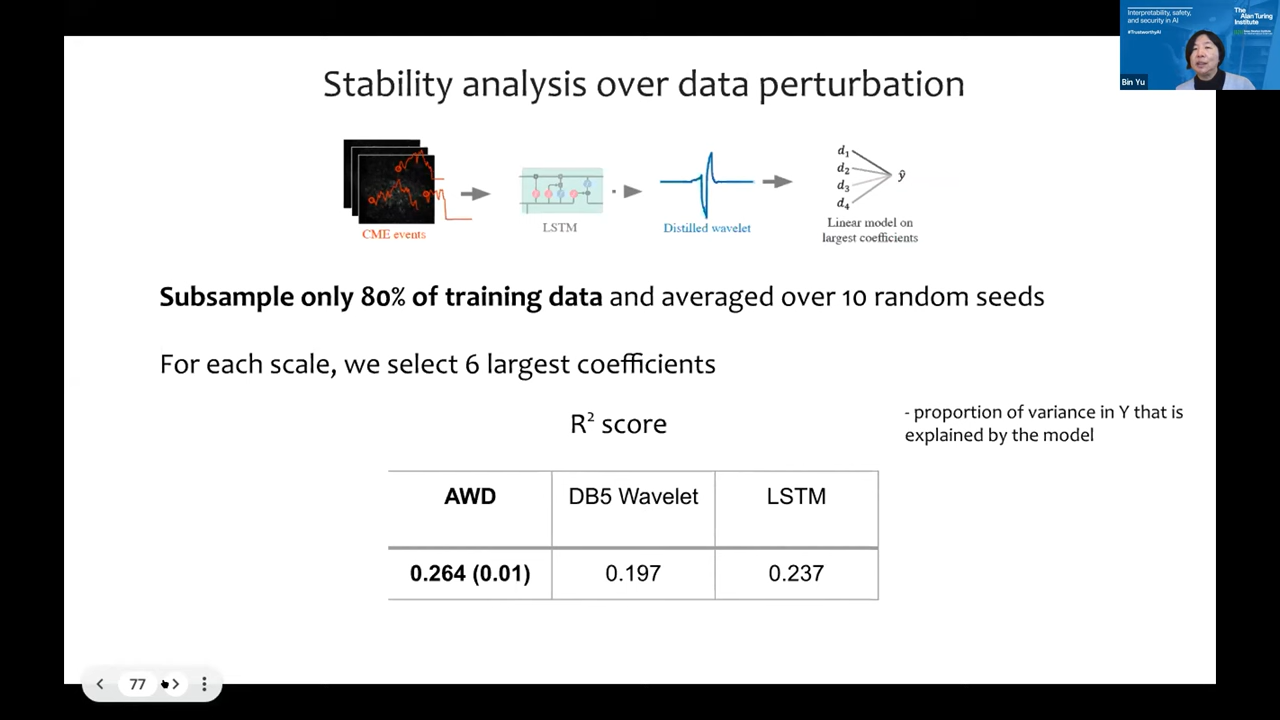 Interpretability, safety,
and security in AI
#TrustworthyAI
The
Alan Turing
Institute
Bin Yu
Stability analysis over data perturbation
CME events
LSTM
Distilled wavelet
d1
d2
d3
d4
ŷ
Linear model on
largest coefficients
Subsample only 80% of training data and averaged over 10 random seeds
For each scale, we select 6 largest coefficients
R² score
- proportion of variance in Y that is
explained by the model
AWD DB5 Wavelet LSTM
0.264 (0.01) 0.197 0.237
77